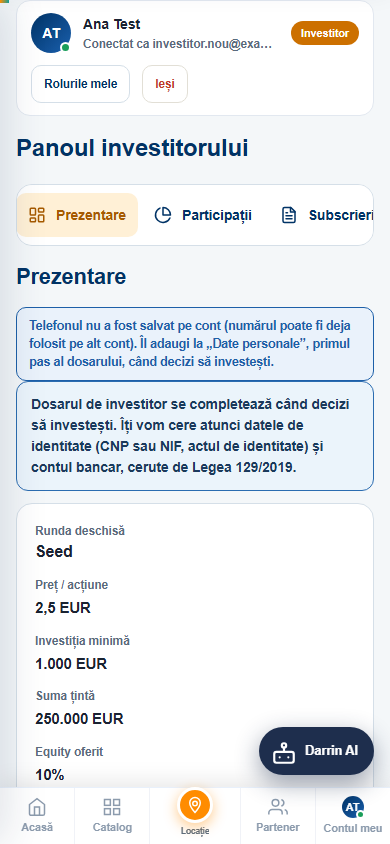 AT
Ana Test
Conectat ca investitor.nou@exa...
Investitor
Rolurile mele
Ieși
Panoul investitorului
Prezentare
Participații
Subscrieri
Prezentare
Telefonul nu a fost salvat pe cont (numărul poate fi deja
folosit pe alt cont). Îl adaugi la „Date personale”, primul
pas al dosarului, când decizi să investești.
Dosarul de investitor se completează când decizi
să investești. Îți vom cere atunci datele de
identitate (CNP sau NIF, actul de identitate) și
contul bancar, cerute de Legea 129/2019.
Runda deschisă
Seed
Preț / acțiune
2,5 EUR
Investiția minimă
1.000 EUR
Suma țintă
250.000 EUR
Equity oferit
10%
Darrin AI
Acasă
Catalog
Locație
Partener
AT
Contul meu